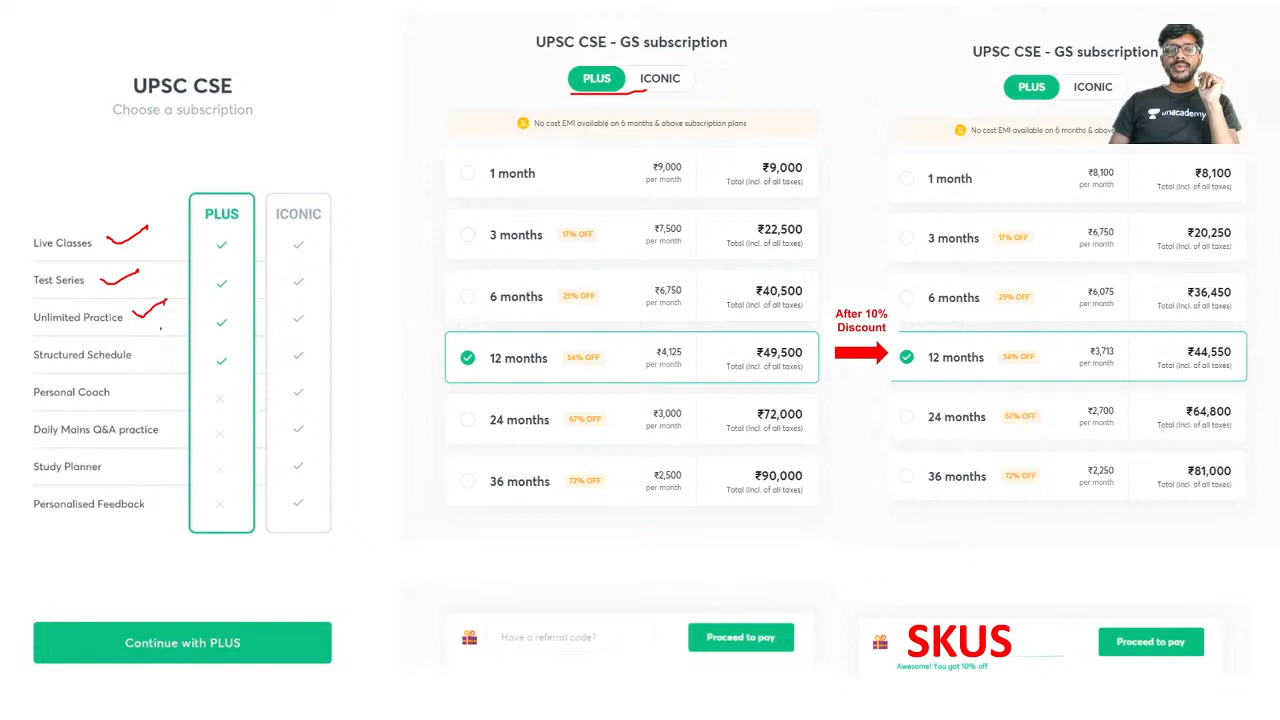 UPSC CSE
Choose a subscription
PLUS
ICONIC
Live Classes
Test Series
Unlimited Practice
Structured Schedule
Personal Coach
Daily Mains Q&A practice
Study Planner
Personalised Feedback
Continue with PLUS
UPSC CSE - GS subscription
PLUS
ICONIC
No cost EMI available on 6 months & above subscription plans
1 month
₹9,000
per month
₹9,000
Total (Incl. of all taxes)
3 months
17% OFF
₹7,500
per month
₹22,500
Total (Incl. of all taxes)
6 months
25% OFF
₹6,750
per month
₹40,500
Total (Incl. of all taxes)
12 months
54% OFF
₹4,125
per month
₹49,500
Total (Incl. of all taxes)
24 months
67% OFF
₹3,000
per month
₹72,000
Total (Incl. of all taxes)
36 months
72% OFF
₹2,500
per month
₹90,000
Total (Incl. of all taxes)
Have a referral code?
Proceed to pay
After 10%
Discount
UPSC CSE - GS subscription
PLUS
ICONIC
No cost EMI available on 6 months & above
unacademy
1 month
₹8,100
per month
₹8,100
Total (Incl. of all taxes)
3 months
17% OFF
₹6,750
per month
₹20,250
Total (Incl. of all taxes)
6 months
25% OFF
₹6,075
per month
₹36,450
Total (Incl. of all taxes)
12 months
54% OFF
₹3,713
per month
₹44,550
Total (Incl. of all taxes)
24 months
67% OFF
₹2,700
per month
₹64,800
Total (Incl. of all taxes)
36 months
72% OFF
₹2,250
per month
₹81,000
Total (Incl. of all taxes)
SKUS
Awesome! You got 10% off
Proceed to pay